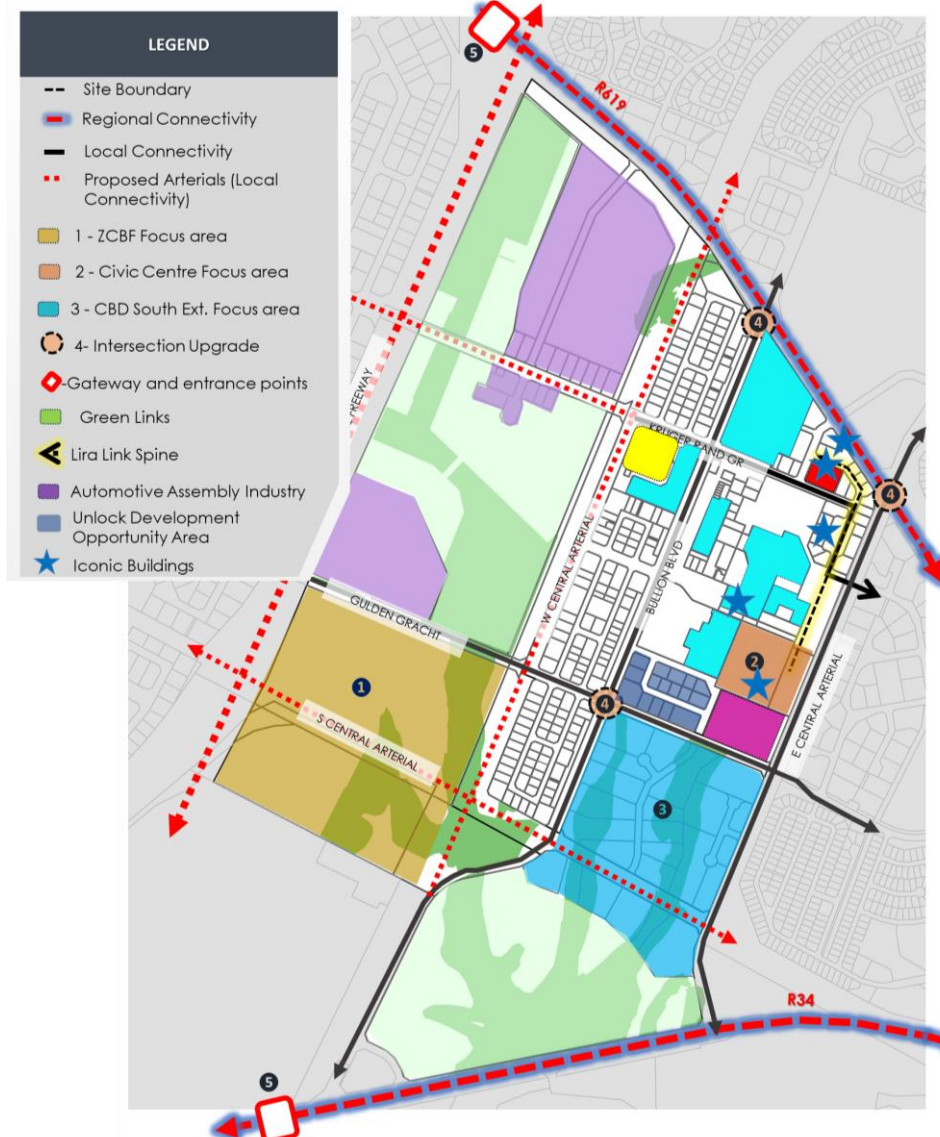 LEGEND
Site Boundary
Regional Connectivity
Local Connectivity
Proposed Arterials (Local
Connectivity)
1 - ZCBF Focus area
2 - Civic Centre Focus area
3 - CBD South Ext. Focus area
4- Intersection Upgrade
-Gateway and entrance points
Green Links
Lira Link Spine
Automotive Assembly Industry
Unlock Development
Opportunity Area
Iconic Buildings
5
R619
4
FREEWAY
KRUGER RAND GR
4
W CENTRAL ARTERIAL
BULLION BLVD
GULDEN GRACHT
2
1
4
E CENTRAL ARTERIAL
S CENTRAL ARTERIAL
3
R34
5